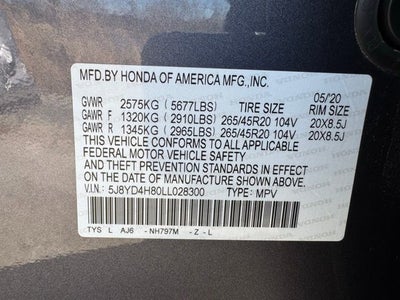 MFD.BY HONDA OF AMERICA MFG.,INC.
05/'20
GVWR 2575KG (5677LBS) TIRE SIZE RIM SIZE
GAWR F 1320KG (2910LBS) 265/45R20 104V 20X8.5J
GAWR R 1345KG (2965LBS) 265/45R20 104V 20X8.5J
THIS VEHICLE CONFORMS TO ALL APPLICABLE
FEDERAL MOTOR VEHICLE SAFETY, BUMPER,
AND THEFT PREVENTION STANDARDS IN EFFECT
ON THE DATE OF MANUFACTURE SHOWN ABOVE.
V.I.N: 5J8YD4H80LL028300 TYPE: MPV
TYS L AJ6 -NH797M -Z -L